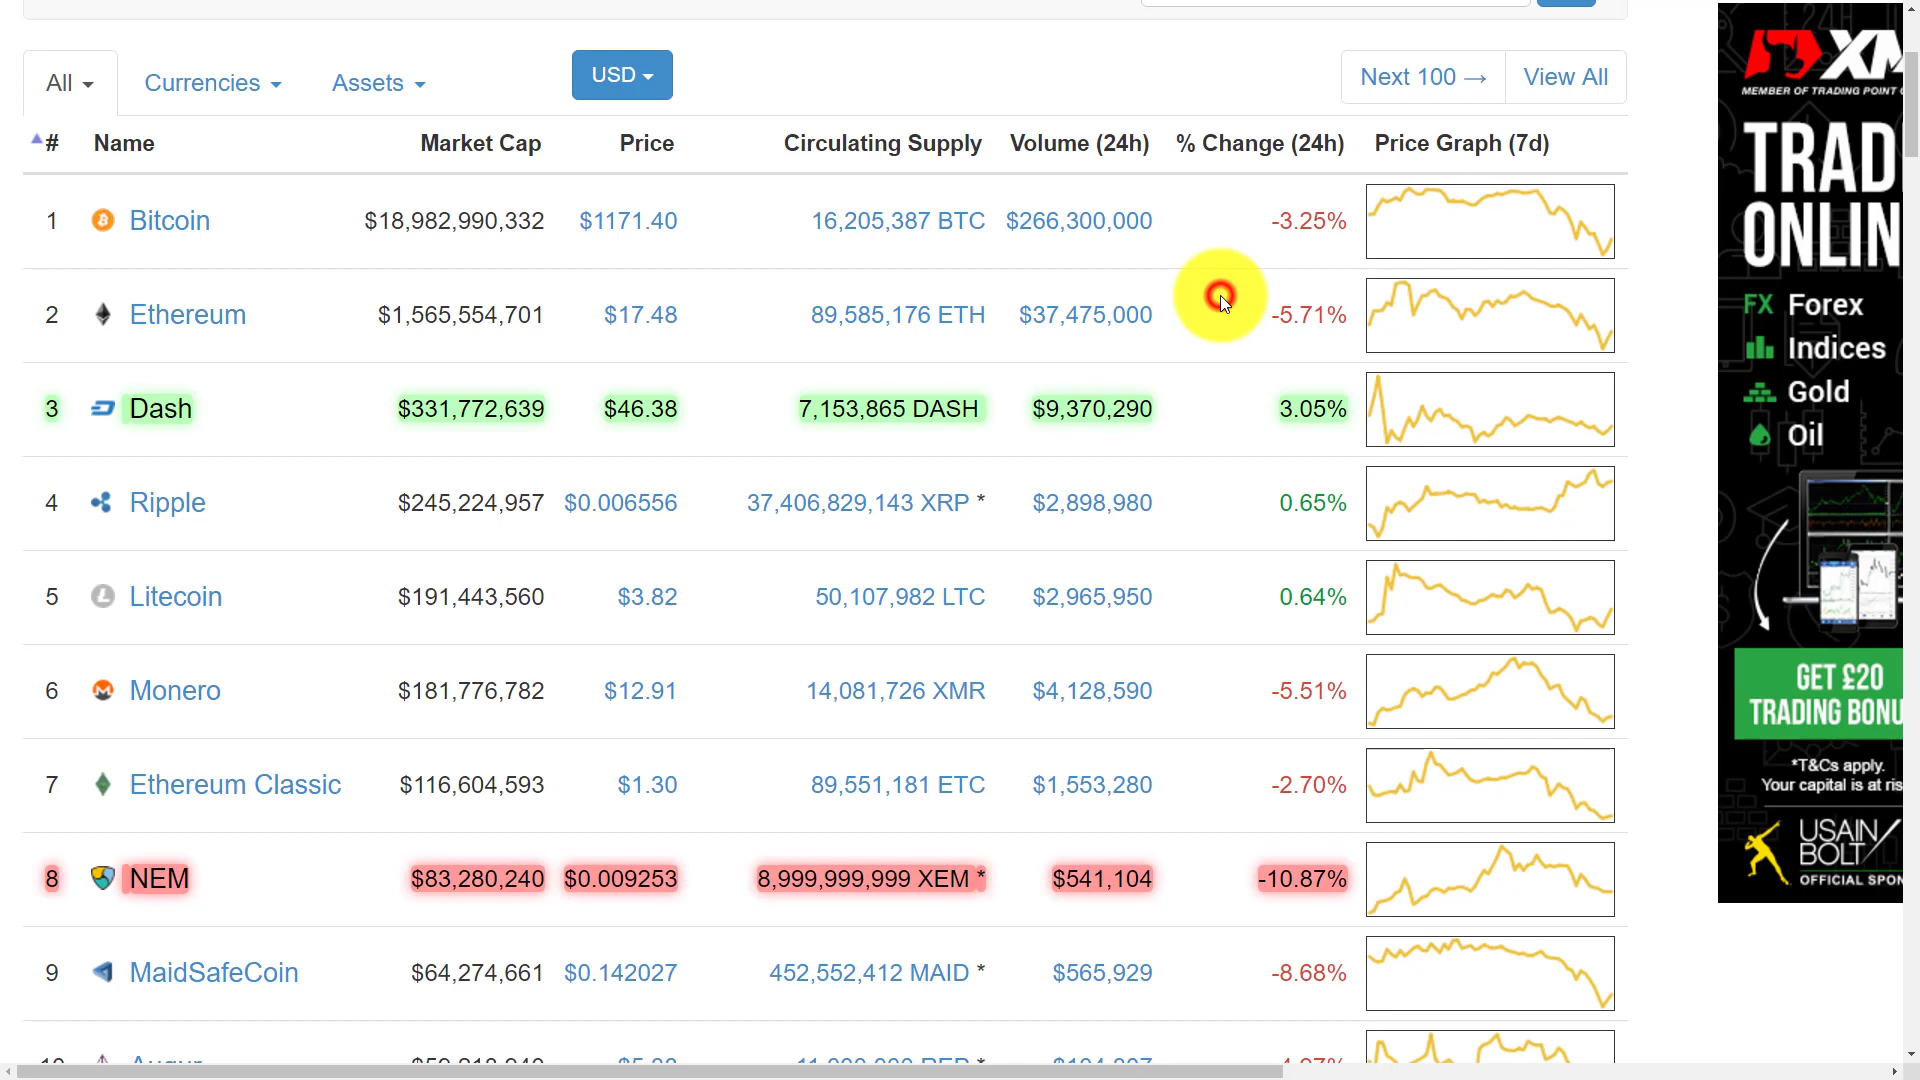 All Currencies Assets USD Next 100 → View All
# Name Market Cap Price Circulating Supply Volume (24h) % Change (24h) Price Graph (7d)
1 Bitcoin $18,982,990,332 $1171.40 16,205,387 BTC $266,300,000 -3.25%
2 Ethereum $1,565,554,701 $17.48 89,585,176 ETH $37,475,000 -5.71%
3 Dash $331,772,639 $46.38 7,153,865 DASH $9,370,290 3.05%
4 Ripple $245,224,957 $0.006556 37,406,829,143 XRP * $2,898,980 0.65%
5 Litecoin $191,443,560 $3.82 50,107,982 LTC $2,965,950 0.64%
6 Monero $181,776,782 $12.91 14,081,726 XMR $4,128,590 -5.51%
7 Ethereum Classic $116,604,593 $1.30 89,551,181 ETC $1,553,280 -2.70%
8 NEM $83,280,240 $0.009253 8,999,999,999 XEM * $541,104 -10.87%
9 MaidSafeCoin $64,274,661 $0.142027 452,552,412 MAID * $565,929 -8.68%
XM
MEMBER OF TRADING POINT
TRAD
ONLIN
FX Forex
Indices
Gold
Oil
GET £20
TRADING BONU
*T&Cs apply.
Your capital is at ris
USAIN
BOLT
OFFICIAL SPON